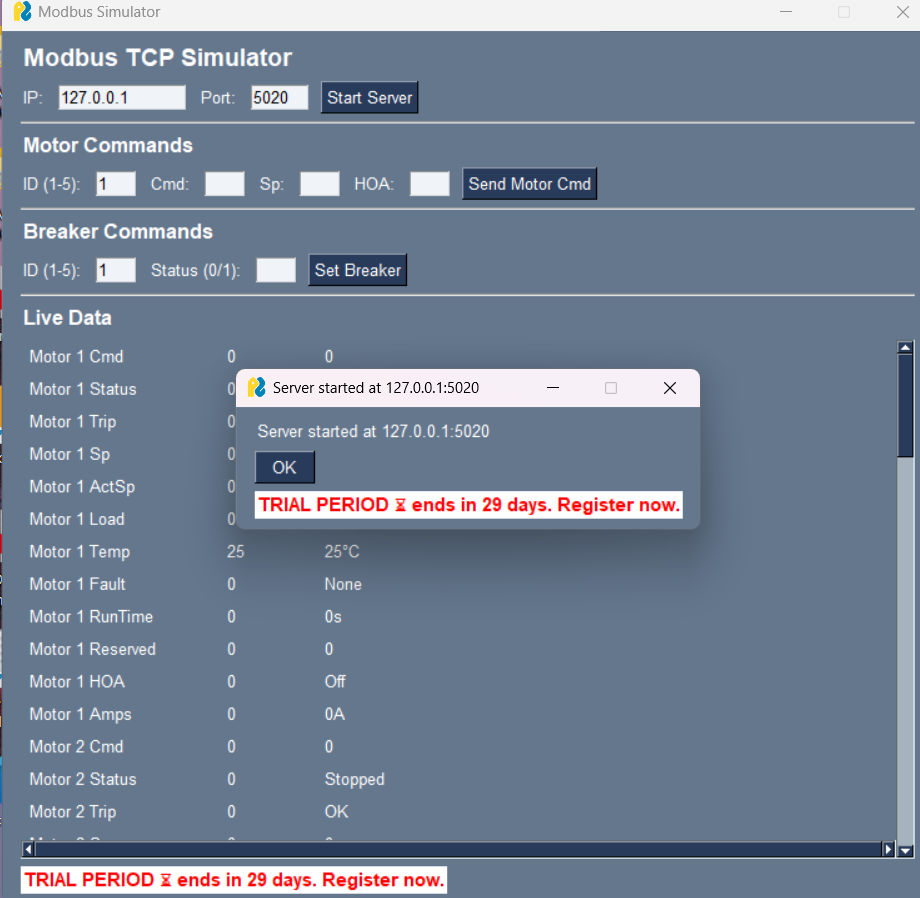 Modbus Simulator
Modbus TCP Simulator
IP: 127.0.0.1 Port: 5020 Start Server
Motor Commands
ID (1-5): 1 Cmd: Sp: HOA: Send Motor Cmd
Breaker Commands
ID (1-5): 1 Status (0/1): Set Breaker
Live Data
Motor 1 Cmd 0 0
Motor 1 Status 0
Motor 1 Trip 0
Motor 1 Sp 0
Motor 1 ActSp 0
Motor 1 Load 0
Motor 1 Temp 25 25°C
Motor 1 Fault 0 None
Motor 1 RunTime 0 0s
Motor 1 Reserved 0 0
Motor 1 HOA 0 Off
Motor 1 Amps 0 0A
Motor 2 Cmd 0 0
Motor 2 Status 0 Stopped
Motor 2 Trip 0 OK
Server started at 127.0.0.1:5020
Server started at 127.0.0.1:5020
OK
TRIAL PERIOD ⌛ ends in 29 days. Register now.
TRIAL PERIOD ⌛ ends in 29 days. Register now.